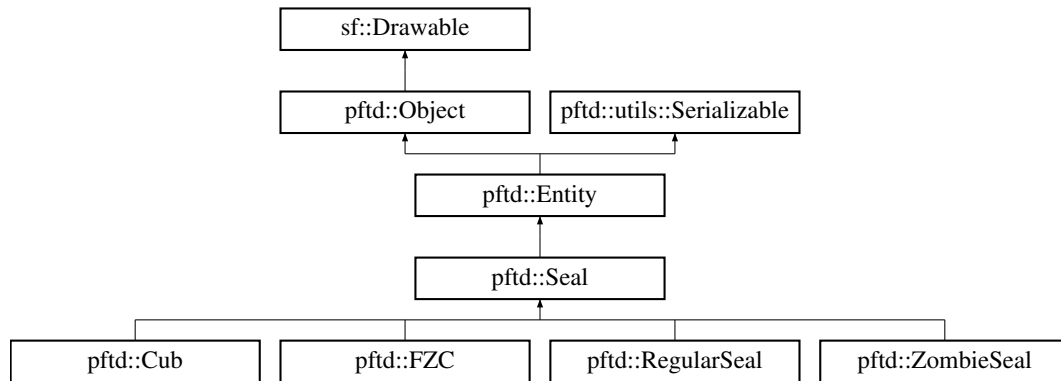 sf::Drawable
pftd::Object
pftd::utils::Serializable
pftd::Entity
pftd::Seal
pftd::Cub
pftd::FZC
pftd::RegularSeal
pftd::ZombieSeal